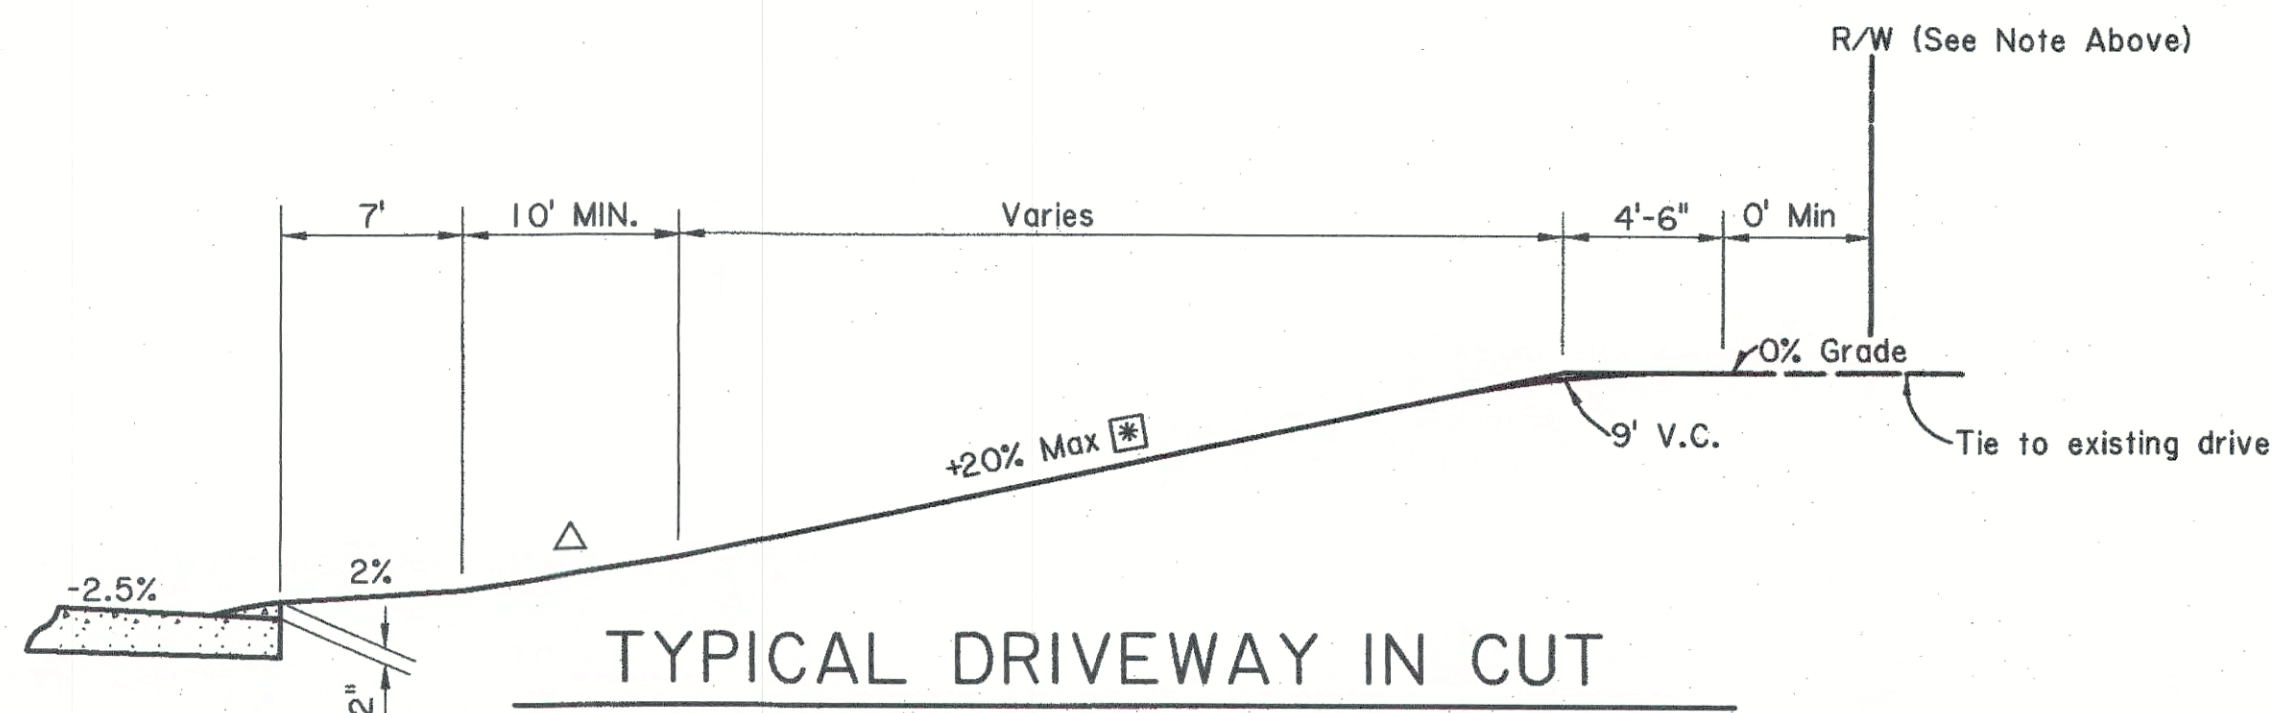 R/W (See Note Above)
7'
10' MIN.
Varies
4'-6"
0' Min
0% Grade
+20% Max *
9' V.C.
Tie to existing drive
-2.5%
2%
2"
TYPICAL DRIVEWAY IN CUT